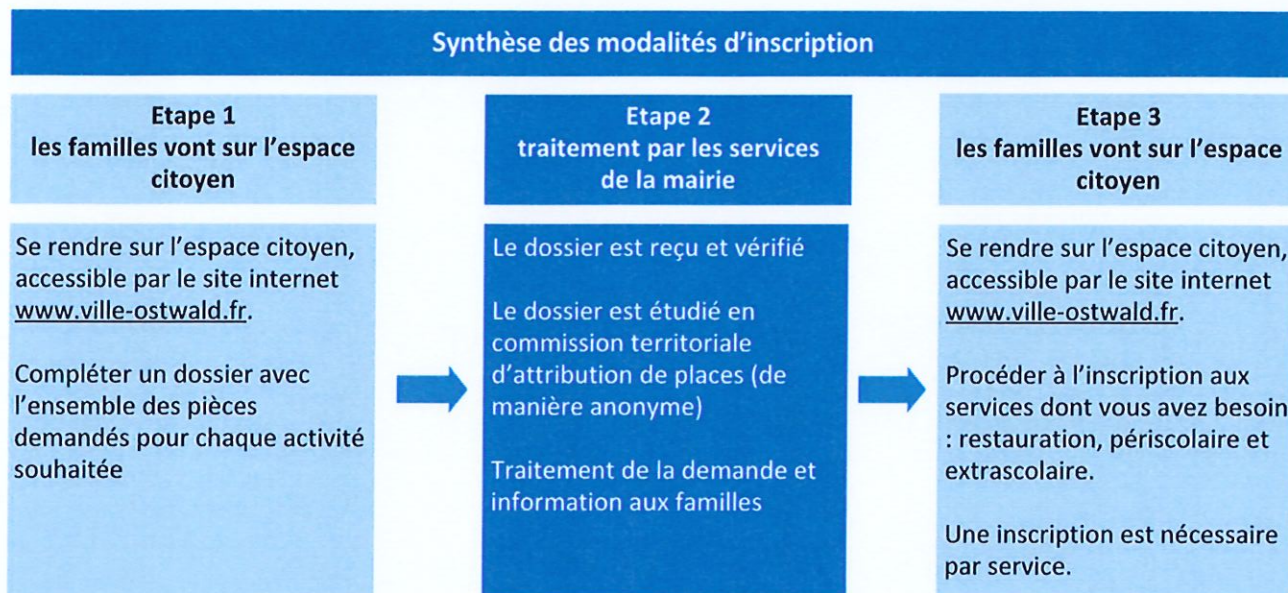 Synthèse des modalités d'inscription
Etape 1
les familles vont sur l'espace
citoyen
Se rendre sur l'espace citoyen,
accessible par le site internet
www.ville-ostwald.fr.
Compléter un dossier avec
l'ensemble des pièces
demandés pour chaque activité
souhaitée
Etape 2
traitement par les services
de la mairie
Le dossier est reçu et vérifié
Le dossier est étudié en
commission territoriale
d'attribution de places (de
manière anonyme)
Traitement de la demande et
information aux familles
Etape 3
les familles vont sur l'espace
citoyen
Se rendre sur l'espace citoyen,
accessible par le site internet
www.ville-ostwald.fr.
Procéder à l'inscription aux
services dont vous avez besoin
: restauration, périscolaire et
extrascolaire.
Une inscription est nécessaire
par service.